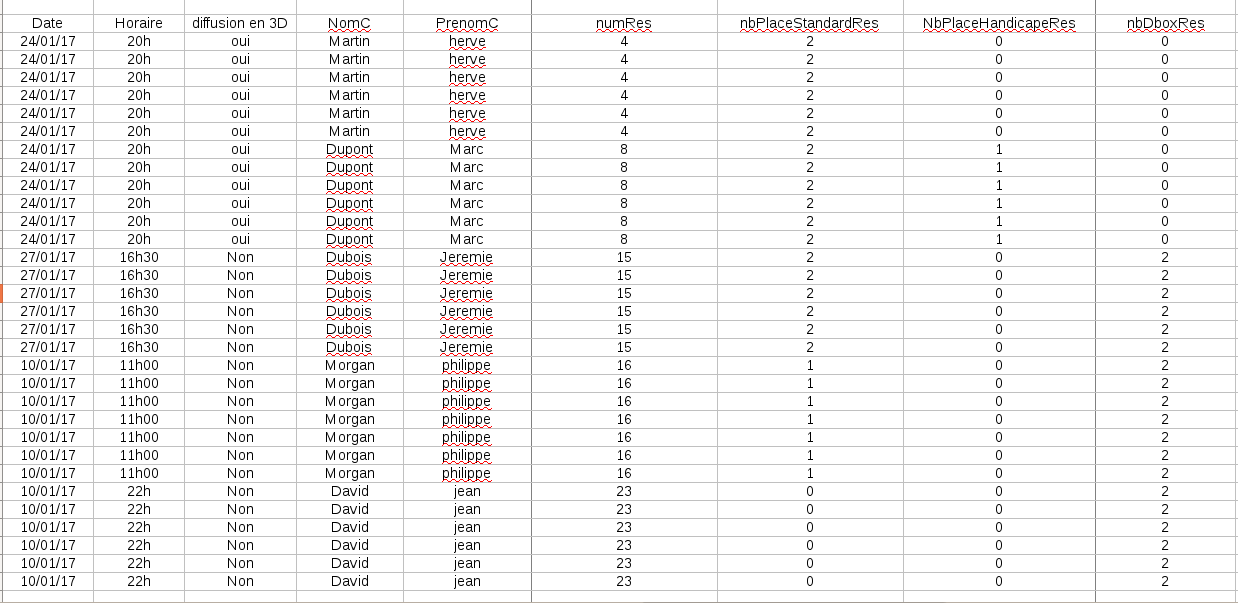 Date Horaire diffusion en 3D NomC PrenomC numRes nbPlaceStandardRes NbPlaceHandicapeRes nbDboxRes
24/01/17 20h oui Martin herve 4 2 0 0
24/01/17 20h oui Martin herve 4 2 0 0
24/01/17 20h oui Martin herve 4 2 0 0
24/01/17 20h oui Martin herve 4 2 0 0
24/01/17 20h oui Martin herve 4 2 0 0
24/01/17 20h oui Martin herve 4 2 0 0
24/01/17 20h oui Dupont Marc 8 2 1 0
24/01/17 20h oui Dupont Marc 8 2 1 0
24/01/17 20h oui Dupont Marc 8 2 1 0
24/01/17 20h oui Dupont Marc 8 2 1 0
24/01/17 20h oui Dupont Marc 8 2 1 0
24/01/17 20h oui Dupont Marc 8 2 1 0
27/01/17 16h30 Non Dubois Jeremie 15 2 0 2
27/01/17 16h30 Non Dubois Jeremie 15 2 0 2
27/01/17 16h30 Non Dubois Jeremie 15 2 0 2
27/01/17 16h30 Non Dubois Jeremie 15 2 0 2
27/01/17 16h30 Non Dubois Jeremie 15 2 0 2
27/01/17 16h30 Non Dubois Jeremie 15 2 0 2
10/01/17 11h00 Non Morgan philippe 16 1 0 2
10/01/17 11h00 Non Morgan philippe 16 1 0 2
10/01/17 11h00 Non Morgan philippe 16 1 0 2
10/01/17 11h00 Non Morgan philippe 16 1 0 2
10/01/17 11h00 Non Morgan philippe 16 1 0 2
10/01/17 11h00 Non Morgan philippe 16 1 0 2
10/01/17 11h00 Non Morgan philippe 16 1 0 2
10/01/17 22h Non David jean 23 0 0 2
10/01/17 22h Non David jean 23 0 0 2
10/01/17 22h Non David jean 23 0 0 2
10/01/17 22h Non David jean 23 0 0 2
10/01/17 22h Non David jean 23 0 0 2
10/01/17 22h Non David jean 23 0 0 2